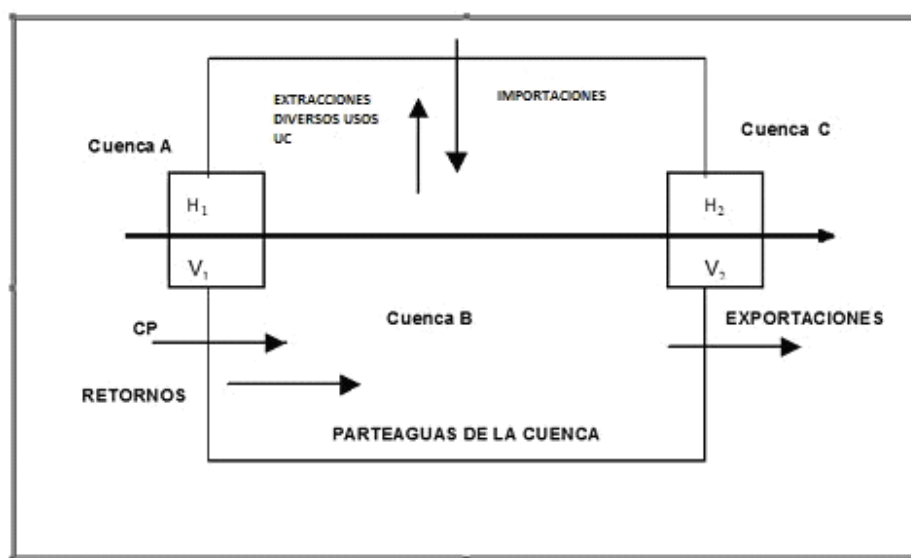 EXTRACCIONES
DIVERSOS USOS
UC
IMPORTACIONES
Cuenca A
Cuenca C
H₁
H₂
V₁
V₂
CP
Cuenca B
EXPORTACIONES
RETORNOS
PARTEAGUAS DE LA CUENCA